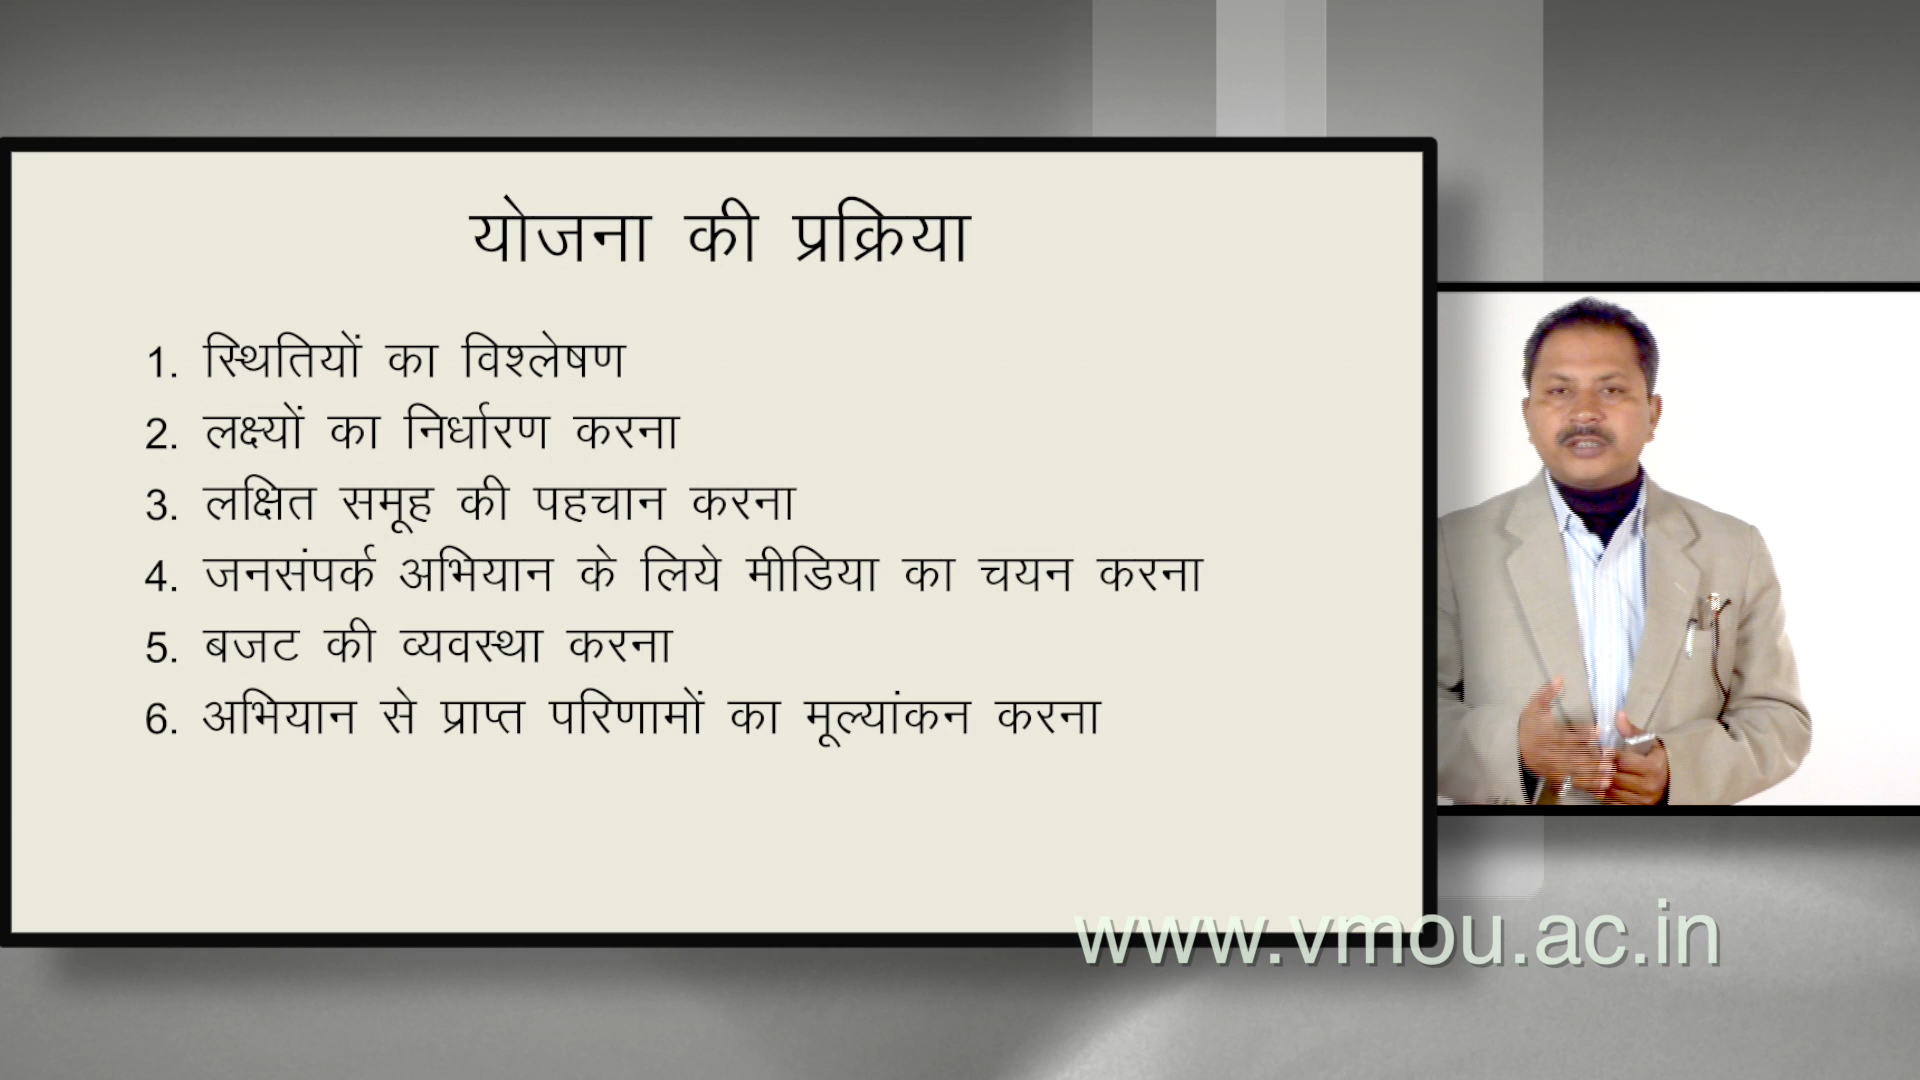 योजना की प्रक्रिया
1. स्थितियों का विश्लेषण
2. लक्ष्यों का निर्धारण करना
3. लक्षित समूह की पहचान करना
4. जनसंपर्क अभियान के लिये मीडिया का चयन करना
5. बजट की व्यवस्था करना
6. अभियान से प्राप्त परिणामों का मूल्यांकन करना
www.vmou.ac.in